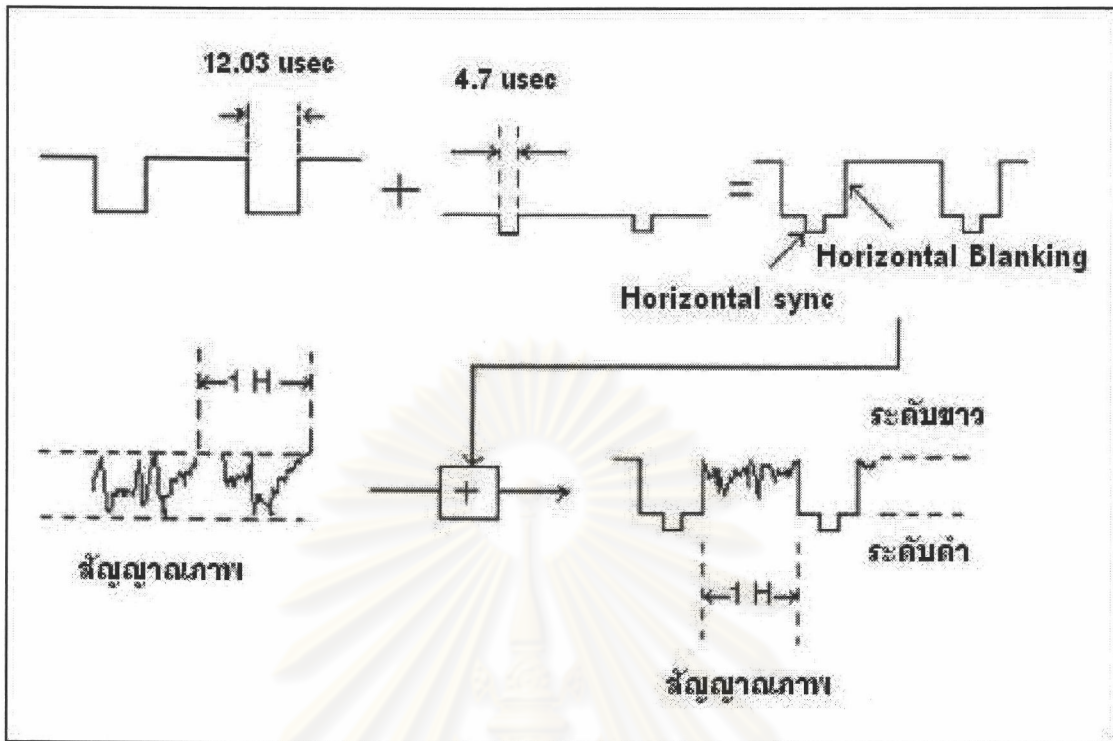 12.03 usec
4.7 usec
+
=
Horizontal Blanking
Horizontal sync
1 H
ระดับขาว
+
ระดับดำ
สัญญาณภาพ
1 H
สัญญาณภาพ